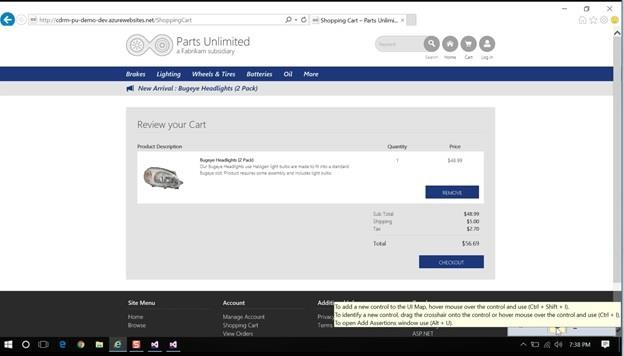 http://cdrm-pu-demo-dev.azurewebsites.net/ShoppingCart
Shopping Cart – Parts Unlimi...
Parts Unlimited
a Fabrikam subsidiary
Keyword
Search
Home
Cart
Log in
Brakes Lighting Wheels & Tires Batteries Oil More
New Arrival : Bugeye Headlights (2 Pack)
Review your Cart
Product Description Quantity Price
Bugeye Headlights (2 Pack) 1 $48.99
Our Bugeye Headlights use Halogen light bulbs are made to fit into a standard
Bugeye slot. Product requires some assembly and includes light bulbs.
REMOVE
Sub Total $48.99
Shipping $5.00
Tax $2.70
Total $56.69
CHECKOUT
Site Menu Account
Home Manage Account
Browse Shopping Cart
View Orders
ASP.NET
To add a new control to the UI Map, hover mouse over the control and use (Ctrl + Shift + I).
To identify a new control, drag the crosshair onto the control or hover mouse over the control and use (Ctrl + I).
To open Add Assertions window use (Alt + U).
7:38 PM